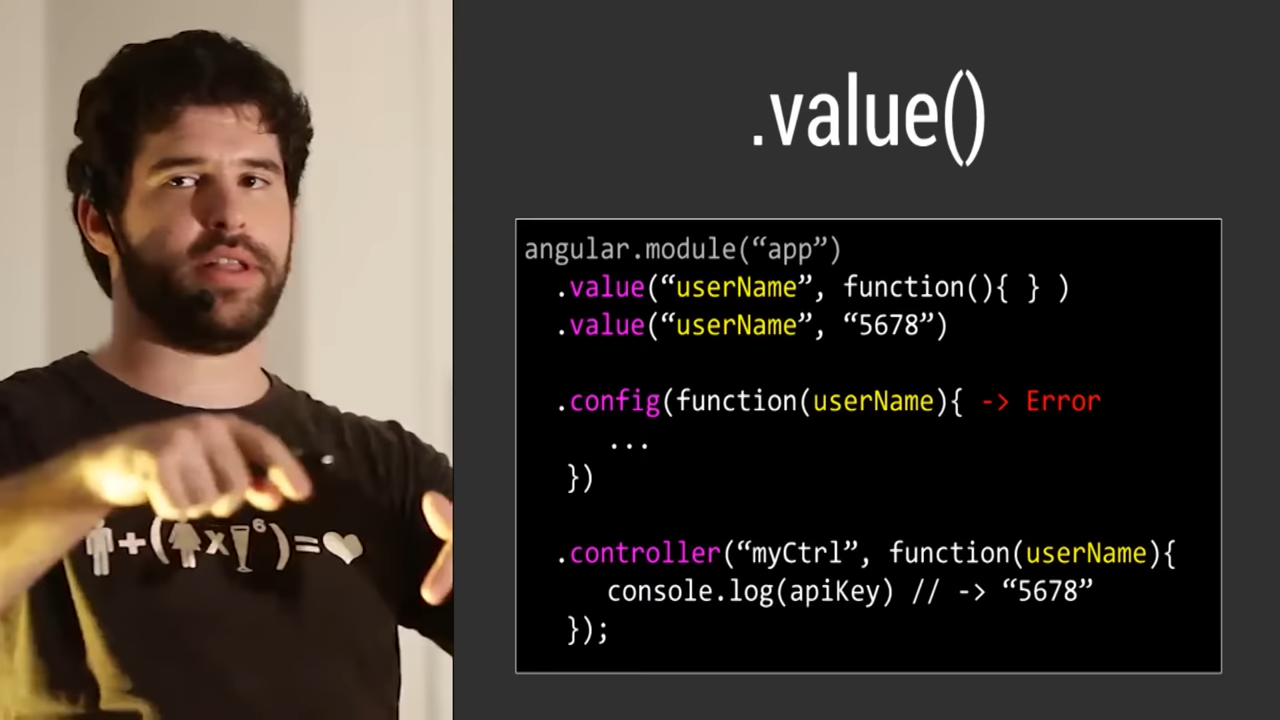 .value()
angular.module(“app”)
.value(“userName”, function(){ } )
.value(“userName”, “5678”)
.config(function(userName){ -> Error
...
})
.controller(“myCtrl”, function(userName){
console.log(apiKey) // -> “5678”
});
+(x⁶)=